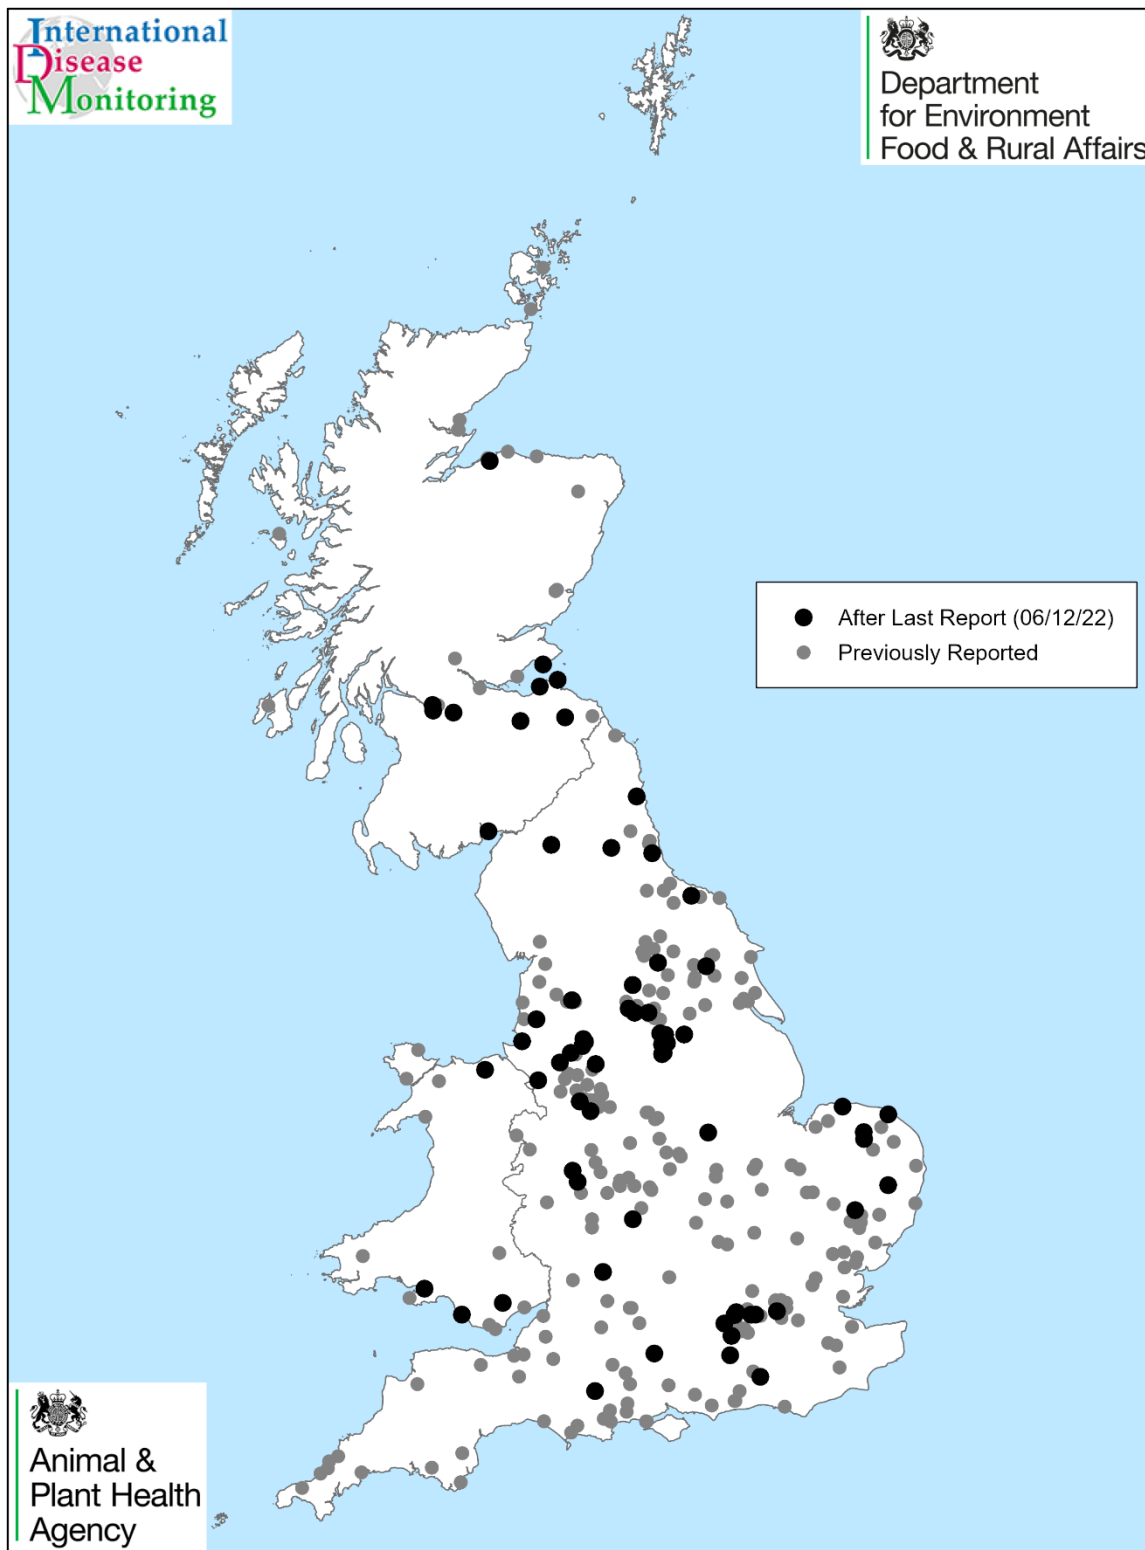 International
Disease
Monitoring
Department
for Environment
Food & Rural Affairs
After Last Report (06/12/22)
Previously Reported
Animal &
Plant Health
Agency